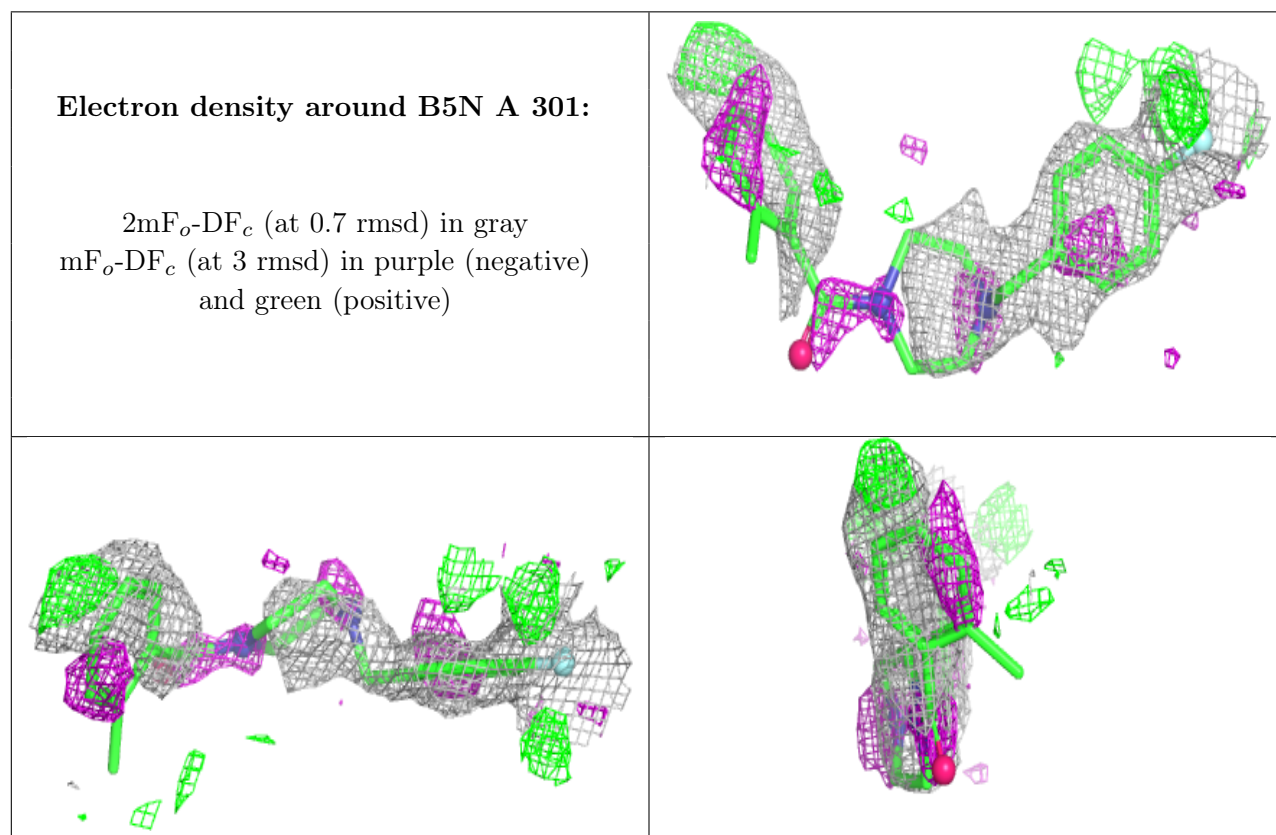 Electron density around B5N A 301:
2mFₒ-DF𝒸 (at 0.7 rmsd) in gray
mFₒ-DF𝒸 (at 3 rmsd) in purple (negative)
and green (positive)